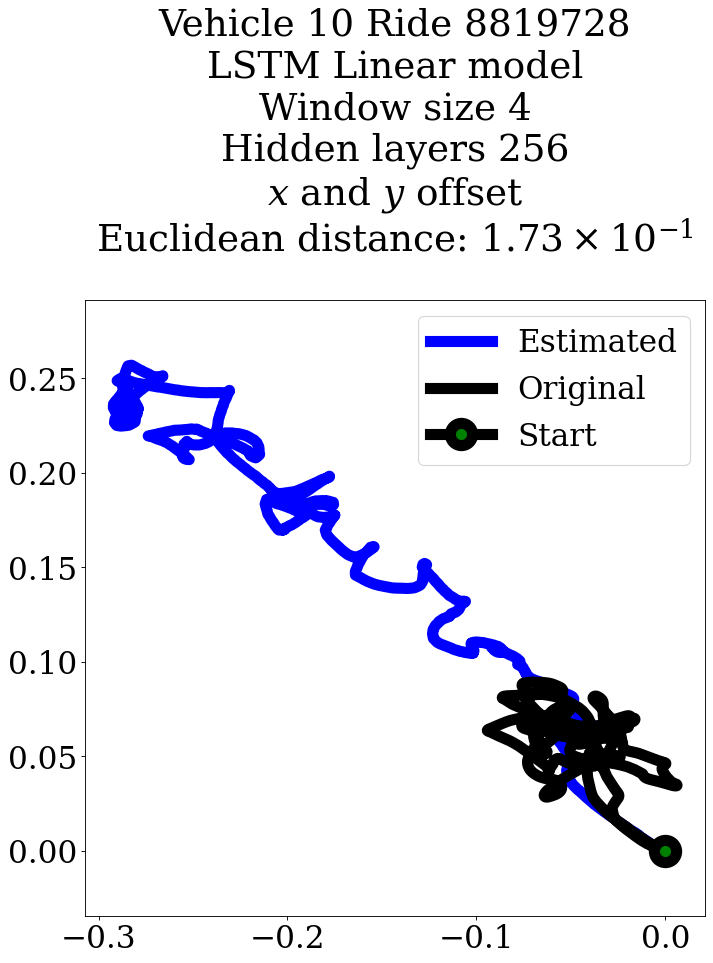 Vehicle 10 Ride 8819728
LSTM Linear model
Window size 4
Hidden layers 256
x and y offset
Euclidean distance: 1.73 × 10⁻¹
Estimated
Original
Start
0.25
0.20
0.15
0.10
0.05
0.00
−0.3 −0.2 −0.1 0.0